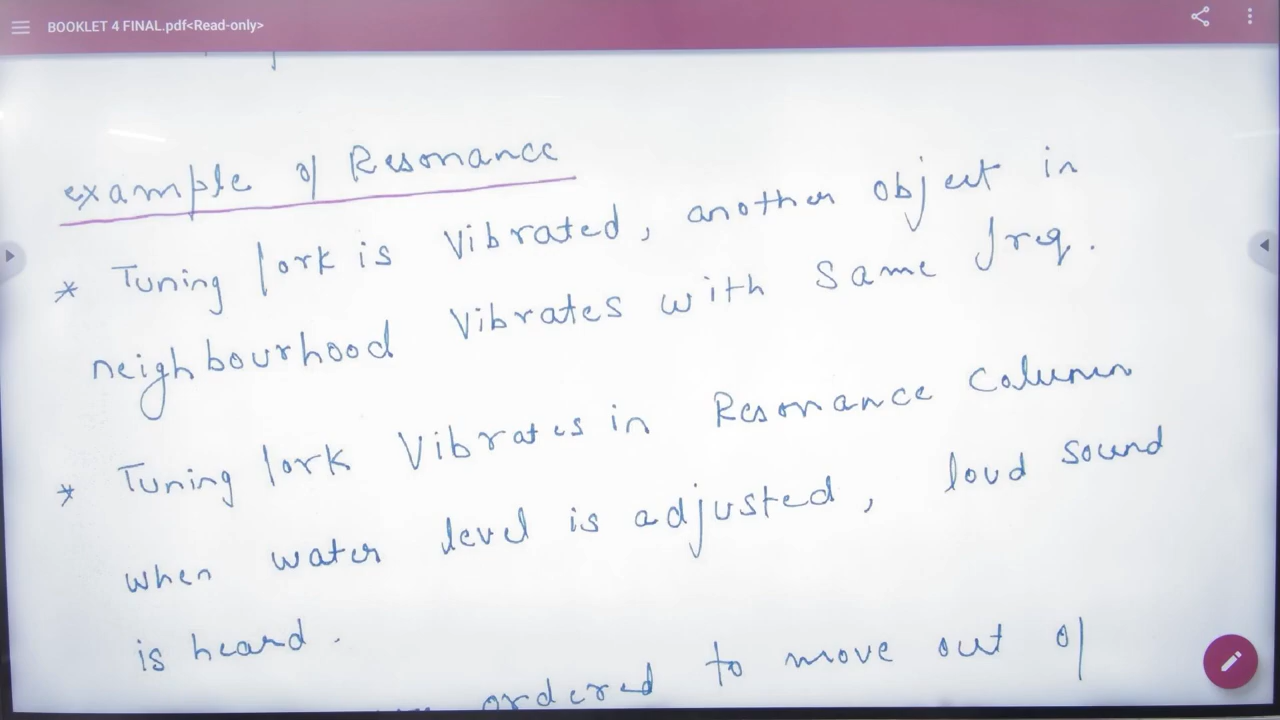 BOOKLET 4 FINAL.pdf<Read-only>
example of Resonance
* Tuning fork is Vibrated, another object in
neighbourhood Vibrates with same freq.
* Tuning fork Vibrates in Resonance Column
when water level is adjusted, loud sound
is heard.
ordered to move out of